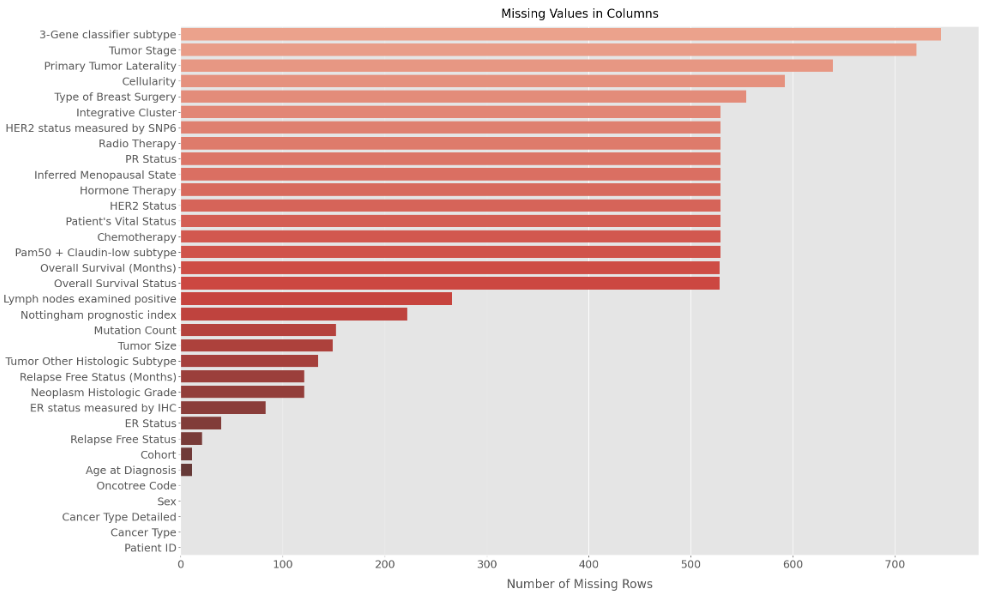 Missing Values in Columns
3-Gene classifier subtype
Tumor Stage
Primary Tumor Laterality
Cellularity
Type of Breast Surgery
Integrative Cluster
HER2 status measured by SNP6
Radio Therapy
PR Status
Inferred Menopausal State
Hormone Therapy
HER2 Status
Patient's Vital Status
Chemotherapy
Pam50 + Claudin-low subtype
Overall Survival (Months)
Overall Survival Status
Lymph nodes examined positive
Nottingham prognostic index
Mutation Count
Tumor Size
Tumor Other Histologic Subtype
Relapse Free Status (Months)
Neoplasm Histologic Grade
ER status measured by IHC
ER Status
Relapse Free Status
Cohort
Age at Diagnosis
Oncotree Code
Sex
Cancer Type Detailed
Cancer Type
Patient ID
0 100 200 300 400 500 600 700
Number of Missing Rows